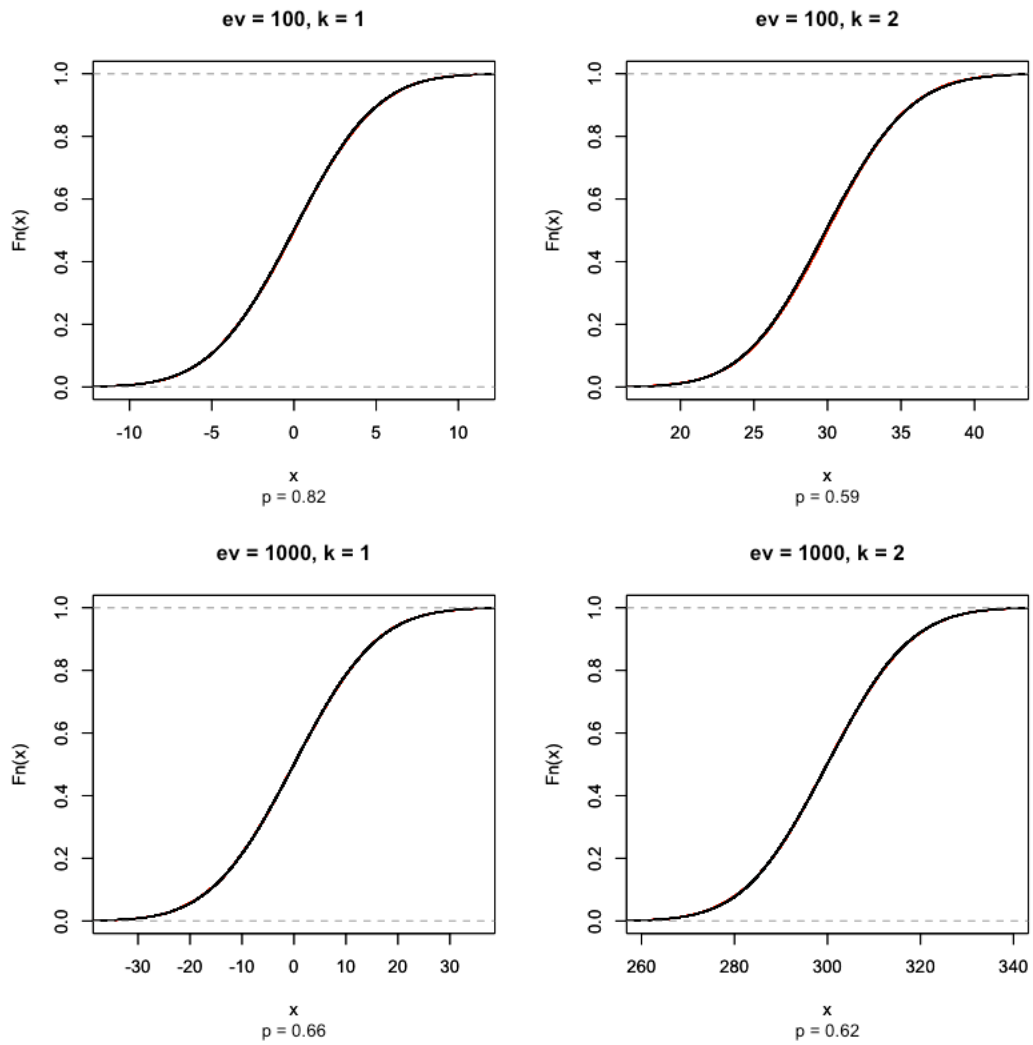 ev = 100, k = 1
Fn(x)
0.0 0.2 0.4 0.6 0.8 1.0
-10 -5 0 5 10
x
p = 0.82
ev = 100, k = 2
Fn(x)
0.0 0.2 0.4 0.6 0.8 1.0
20 25 30 35 40
x
p = 0.59
ev = 1000, k = 1
Fn(x)
0.0 0.2 0.4 0.6 0.8 1.0
-30 -20 -10 0 10 20 30
x
p = 0.66
ev = 1000, k = 2
Fn(x)
0.0 0.2 0.4 0.6 0.8 1.0
260 280 300 320 340
x
p = 0.62